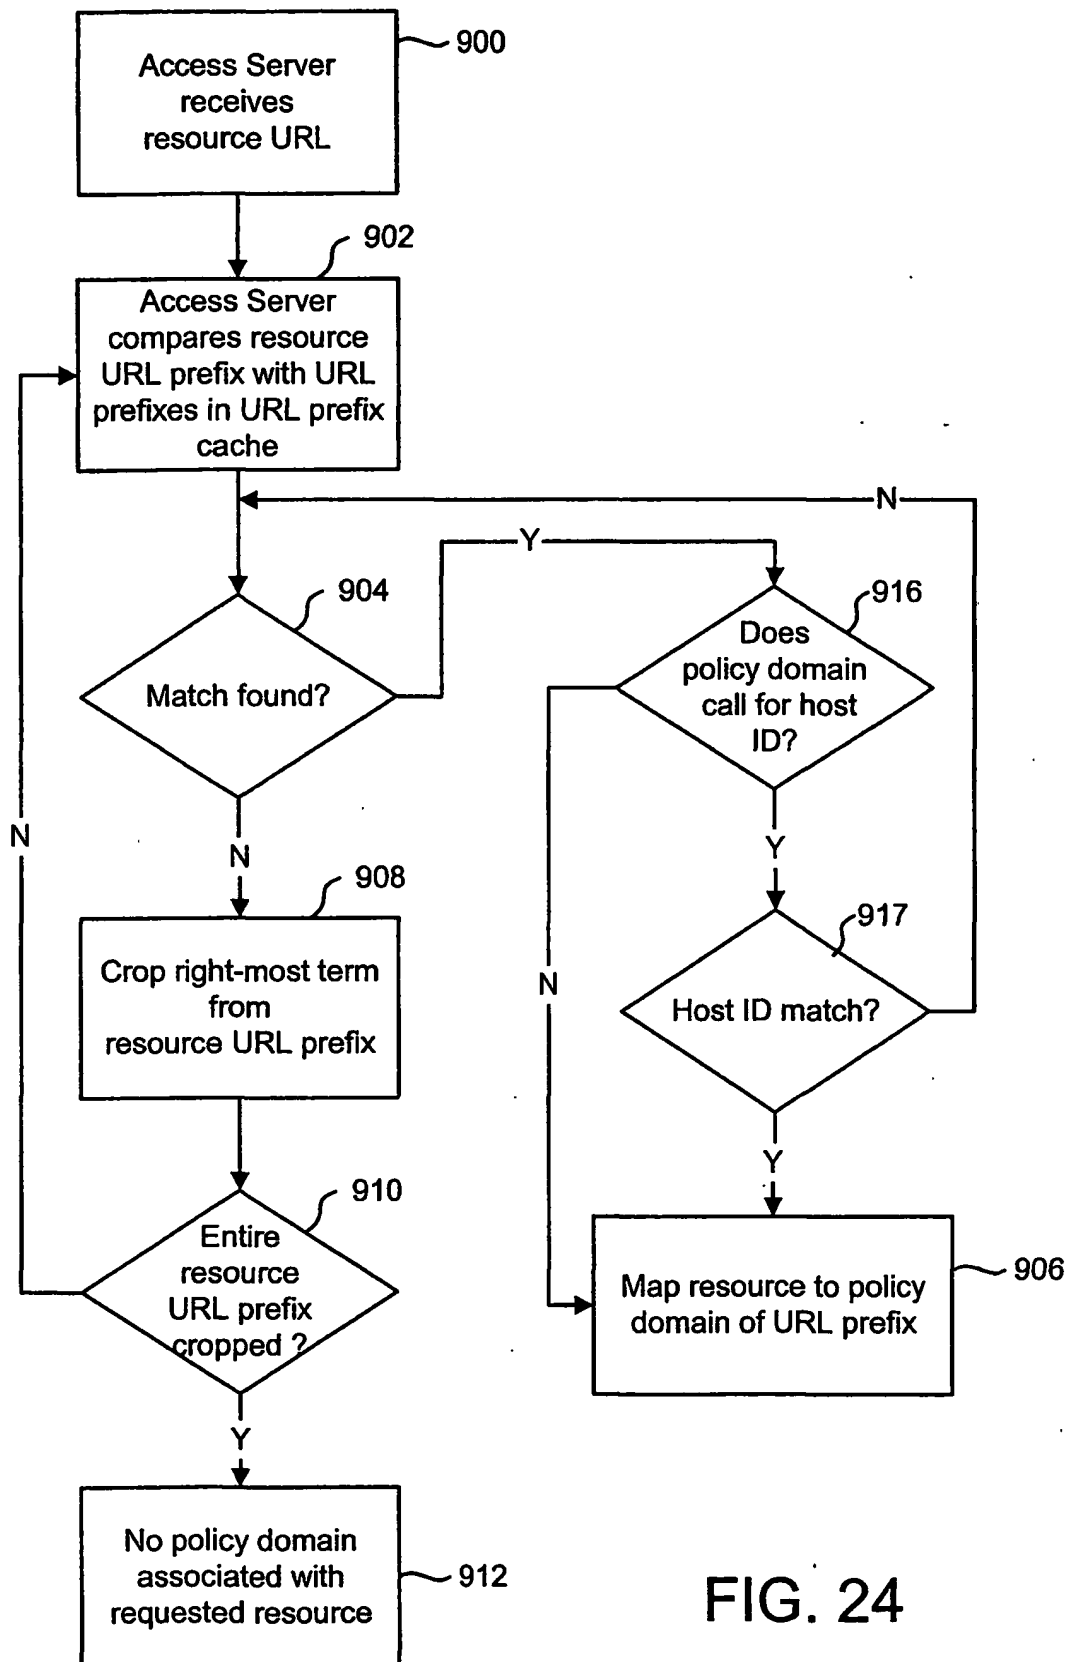 Access Server
receives
resource URL
900
902
Access Server
compares resource
URL prefix with URL
prefixes in URL prefix
cache
N
Y
904
Match found?
916
Does
policy domain
call for host
ID?
N
N
Y
908
Crop right-most term
from
resource URL prefix
N
917
Host ID match?
Y
910
Entire
resource
URL prefix
cropped ?
906
Map resource to policy
domain of URL prefix
Y
No policy domain
associated with
requested resource
912
FIG. 24